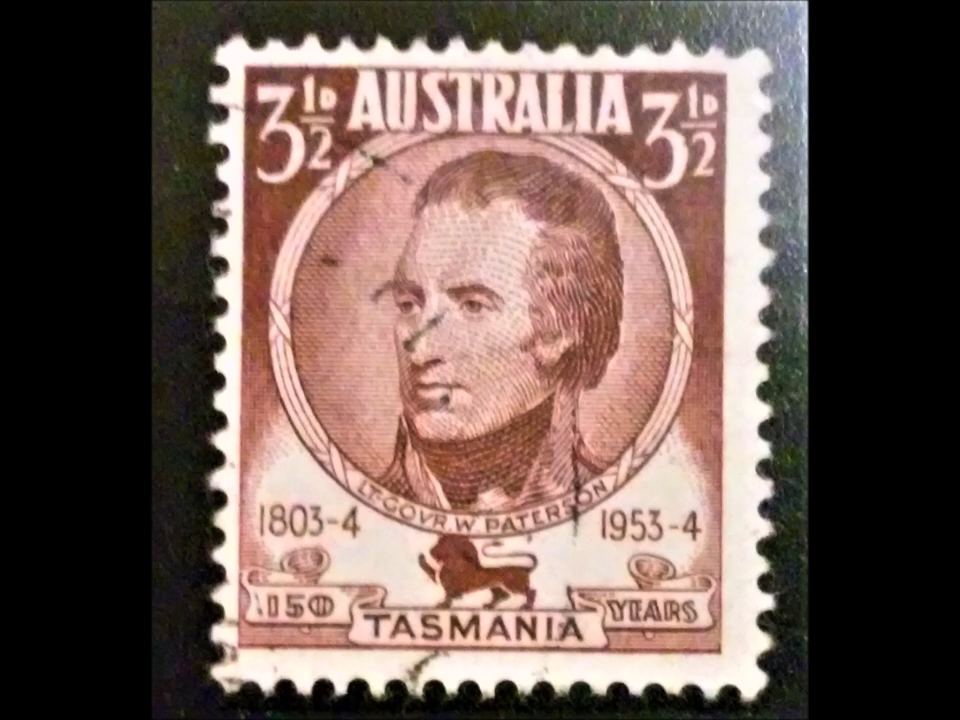 3½D AUSTRALIA 3½D
LT-GOVR. W. PATERSON
1803-4 1953-4
150 TASMANIA YEARS